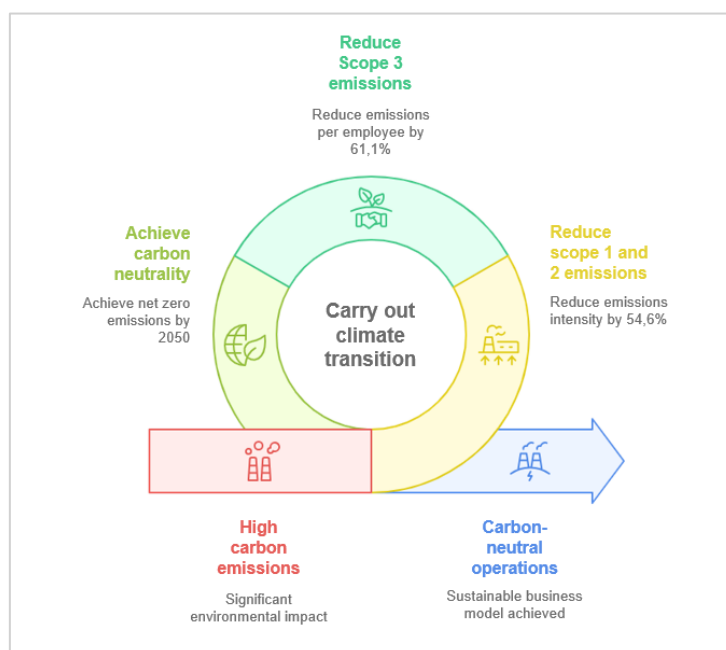 Reduce
Scope 3
emissions
Reduce emissions
per employee by
61,1%
Achieve
carbon
neutrality
Achieve net zero
emissions by
2050
Reduce
scope 1 and
2 emissions
Reduce emissions
intensity by 54,6%
Carry out
climate
transition
High
carbon
emissions
Significant
environmental impact
Carbon-
neutral
operations
Sustainable business
model achieved